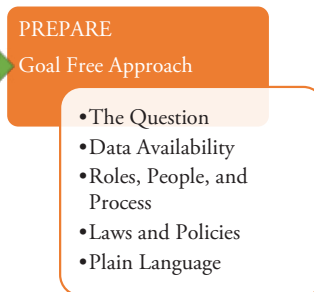 PREPARE
Goal Free Approach
•The Question
•Data Availability
•Roles, People, and
Process
•Laws and Policies
•Plain Language